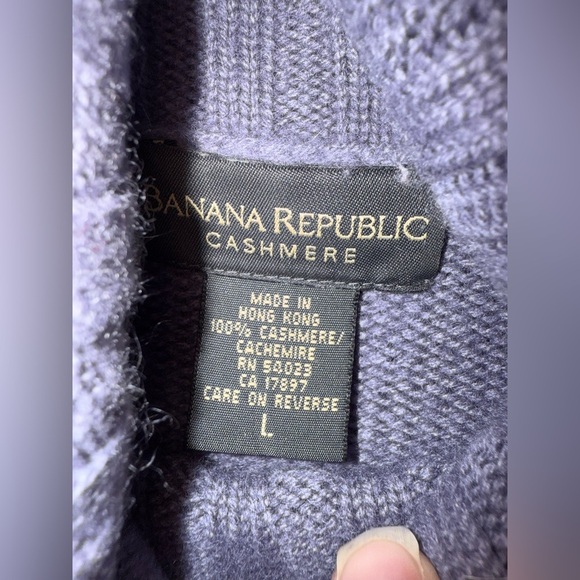 BANANA REPUBLIC
CASHMERE
MADE IN
HONG KONG
100% CASHMERE/
CACHEMIRE
RN 54023
CA 17897
CARE ON REVERSE
L